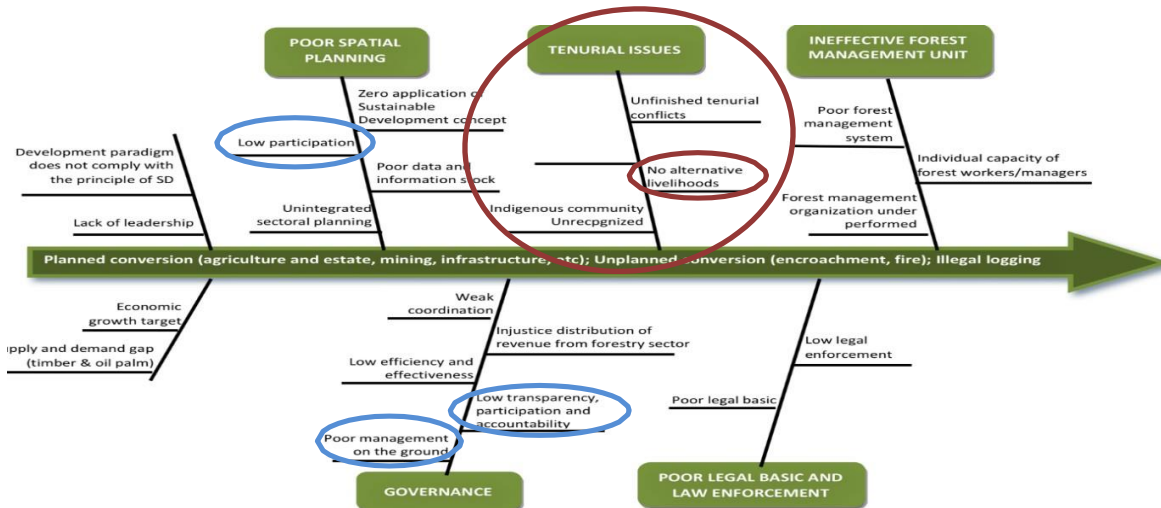 POOR SPATIAL
PLANNING
TENURIAL ISSUES
INEFFECTIVE FOREST
MANAGEMENT UNIT
Zero application of
Sustainable
Development concept
Low participation
Poor data and
information stock
Unintegrated
sectoral planning
Development paradigm
does not comply with
the principle of SD
Lack of leadership
Unfinished tenurial
conflicts
No alternative
livelihoods
Indigenous community
Unrecpgnized
Poor forest
management
system
Individual capacity of
forest workers/managers
Forest management
organization under
performed
Planned conversion (agriculture and estate, mining, infrastructure, etc); Unplanned conversion (encroachment, fire); Illegal logging
Economic
growth target
upply and demand gap
(timber & oil palm)
Weak
coordination
Injustice distribution of
revenue from forestry sector
Low efficiency and
effectiveness
Low transparency,
participation and
accountability
Poor management
on the ground
Low legal
enforcement
Poor legal basic
GOVERNANCE
POOR LEGAL BASIC AND
LAW ENFORCEMENT